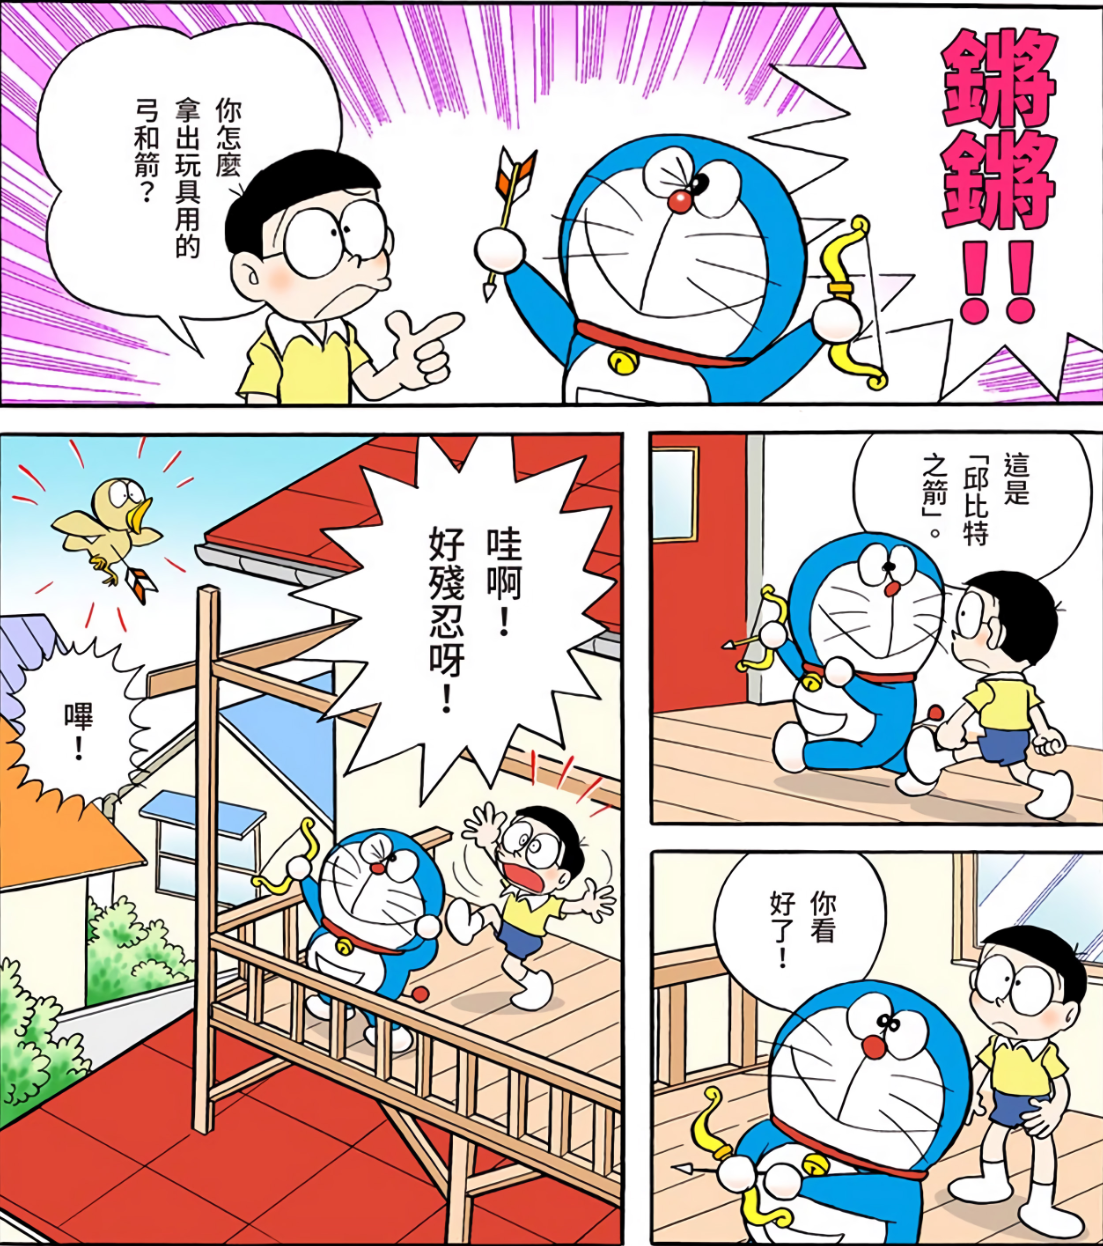 鏘鏘!!
你怎麼
拿出玩具用的
弓和箭？
這是
「邱比特
之箭」。
你看
好了！
哇啊！
好殘忍呀！
嗶！